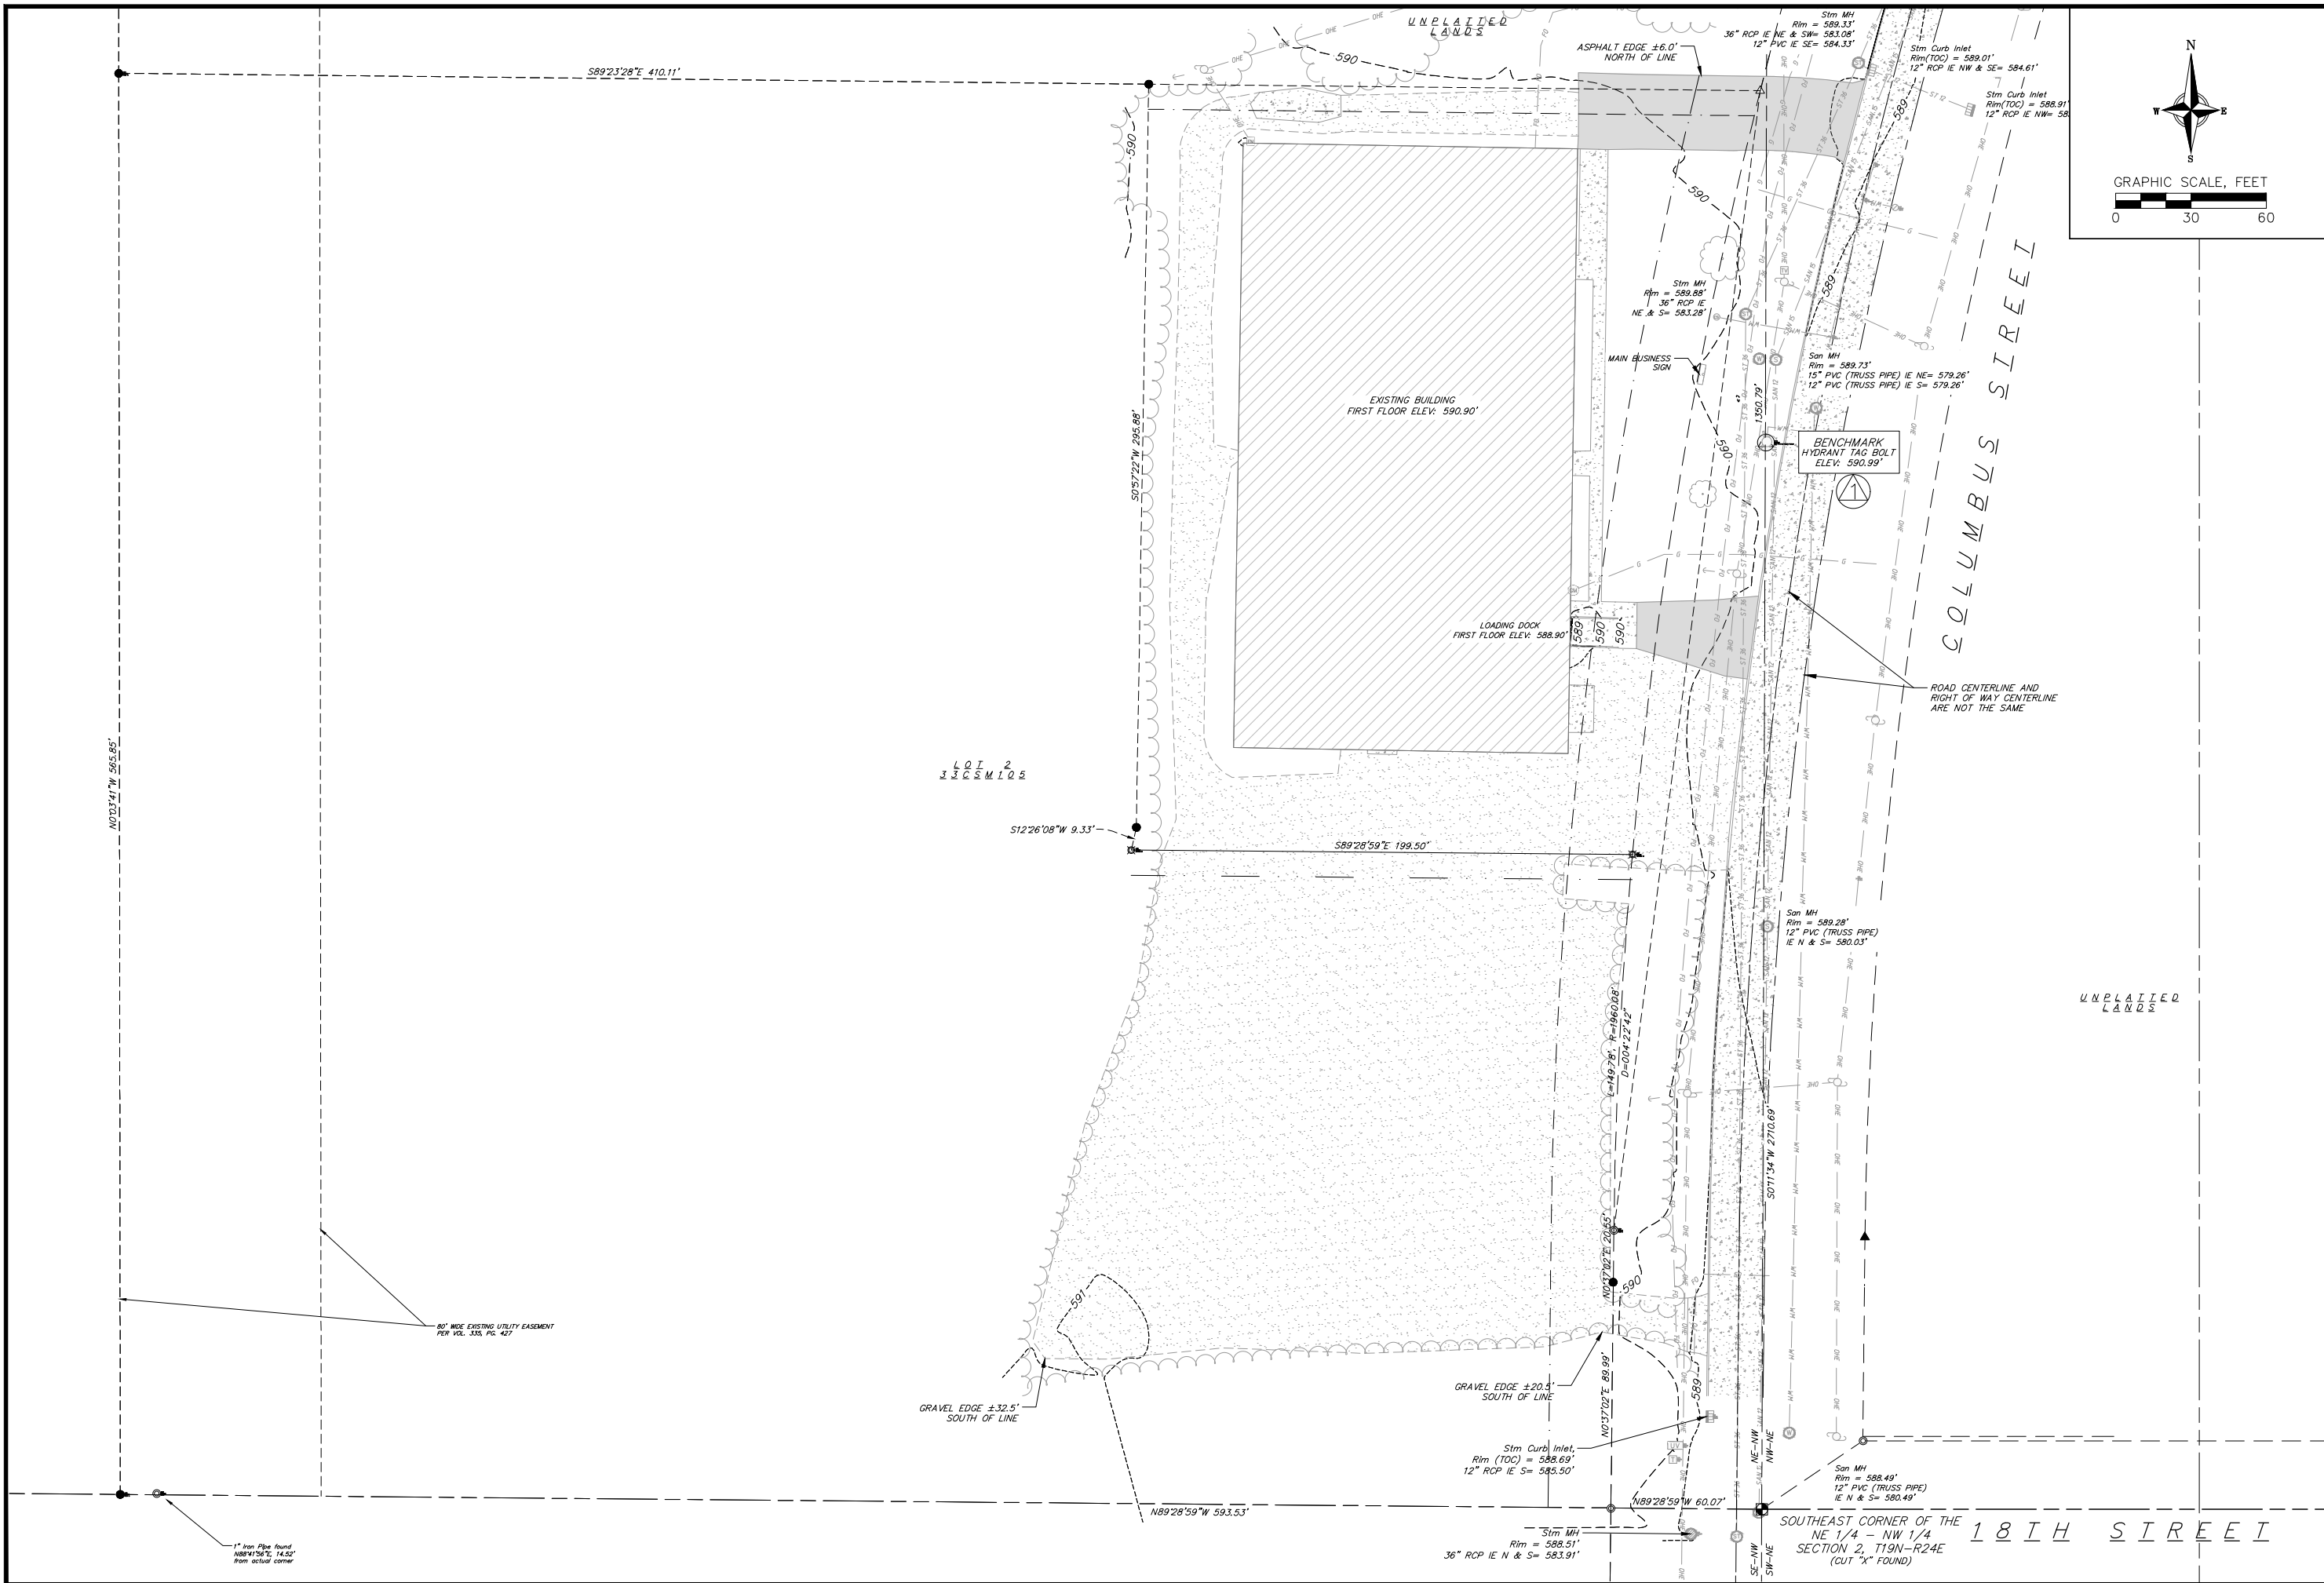 UNPLATTED
LANDS
S89°23'28"E 410.11'
ASPHALT EDGE ±6.0'
NORTH OF LINE
Stm MH
Rim = 589.33'
36" RCP IE NE & SW= 583.08'
12" PVC IE SE= 584.33'
Stm Curb Inlet
Rim(TOC) = 589.01'
12" RCP IE NW & SE= 584.61'
Stm Curb Inlet
Rim(TOC) = 588.91'
12" RCP IE NW= 58
N
W E
S
GRAPHIC SCALE, FEET
0 30 60
590
590
590
589
589
Stm MH
Rim = 589.88'
36" RCP IE
NE & S= 583.28'
MAIN BUSINESS
SIGN
San MH
Rim = 589.73'
15" PVC (TRUSS PIPE) IE NE= 579.26'
12" PVC (TRUSS PIPE) IE S= 579.26'
1350.79'
590
BENCHMARK
HYDRANT TAG BOLT
ELEV: 590.99'
1
COLUMBUS STREET
EXISTING BUILDING
FIRST FLOOR ELEV: 590.90'
S0°57'22"W 295.88'
LOADING DOCK
FIRST FLOOR ELEV: 588.90'
589
590
590
ROAD CENTERLINE AND
RIGHT OF WAY CENTERLINE
ARE NOT THE SAME
N0°03'41"W 565.85'
LOT 2
33CSM105
S12°26'08"W 9.33'
S89°28'59"E 199.50'
San MH
Rim = 589.28'
12" PVC (TRUSS PIPE)
IE N & S= 580.03'
UNPLATTED
LANDS
L=149.78', R=1960.08'
D=004°22'42"
S0°11'34"W 2710.69'
N0°37'02"E 20.55'
590
591
80' WIDE EXISTING UTILITY EASEMENT
PER VOL. 335, PG. 427
GRAVEL EDGE ±32.5'
SOUTH OF LINE
GRAVEL EDGE ±20.5'
SOUTH OF LINE
N0°37'02"E 89.99'
589
Stm Curb Inlet,
Rim (TOC) = 588.69'
12" RCP IE S= 585.50'
NE-NW
NW-NE
San MH
Rim = 588.49'
12" PVC (TRUSS PIPE)
IE N & S= 580.49'
N89°28'59"W 593.53'
N89°28'59"W 60.07'
1" Iron Pipe found
N88°41'56"E, 14.52'
from actual corner
Stm MH
Rim = 588.51'
36" RCP IE N & S= 583.91'
SE-NW
SW-NE
SOUTHEAST CORNER OF THE
NE 1/4 - NW 1/4
SECTION 2, T19N-R24E
(CUT "X" FOUND)
18TH STREET